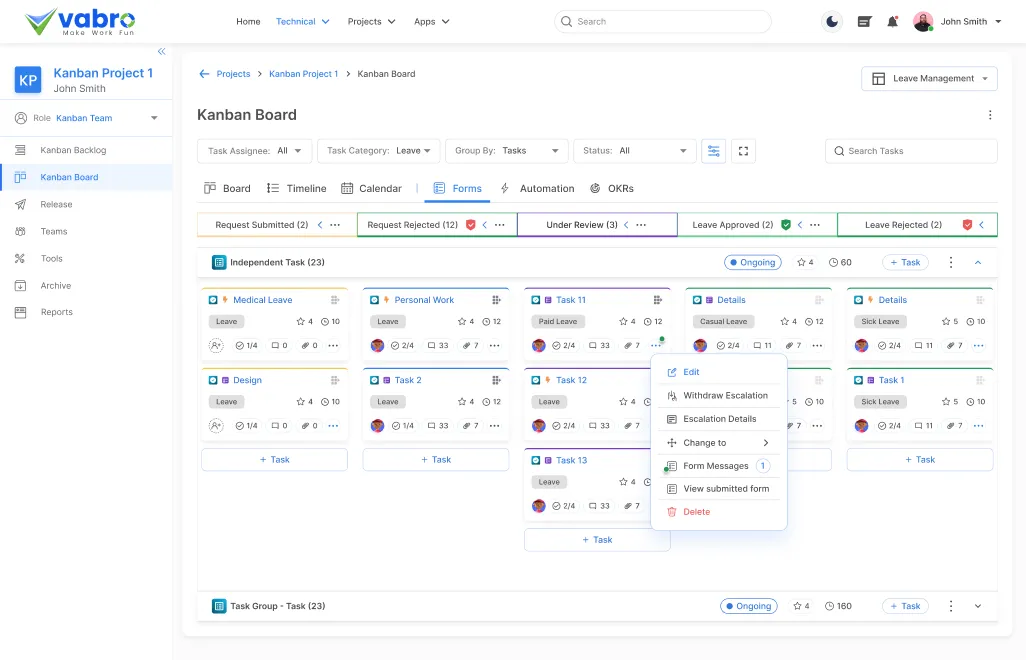 vabro
Make Work Fun
Home Technical Projects Apps
Search
John Smith
KP
Kanban Project 1
John Smith
Role Kanban Team
Kanban Backlog
Kanban Board
Release
Teams
Tools
Archive
Reports
Projects > Kanban Project 1 > Kanban Board
Leave Management
Kanban Board
Task Assignee: All
Task Category: Leave
Group By: Tasks
Status: All
Search Tasks
Board Timeline Calendar | Forms Automation OKRs
Request Submitted (2)
Request Rejected (12)
Under Review (3)
Leave Approved (2)
Leave Rejected (2)
Independent Task (23)
Ongoing 4 60 + Task
Medical Leave
Leave 4 10
1/4 0 0
Design
Leave 4 10
1/4 0 0
+ Task
Personal Work
Leave 4 12
2/4 33 7
Task 2
Leave 4 12
1/4 33 7
+ Task
Task 11
Paid Leave 4 12
2/4 33 7
Task 12
Leave 4
2/4 33 7
Task 13
Leave 4
2/4 33 7
+ Task
Details
Casual Leave 4 12
2/4 11 7
5 10
7
Edit
Withdraw Escalation
Escalation Details
Change to
Form Messages 1
View submitted form
Delete
Details
Sick Leave 5 10
2/4 11 7
Task 1
Sick Leave 5 10
2/4 11 7
+ Task
Task Group - Task (23)
Ongoing 4 160 + Task